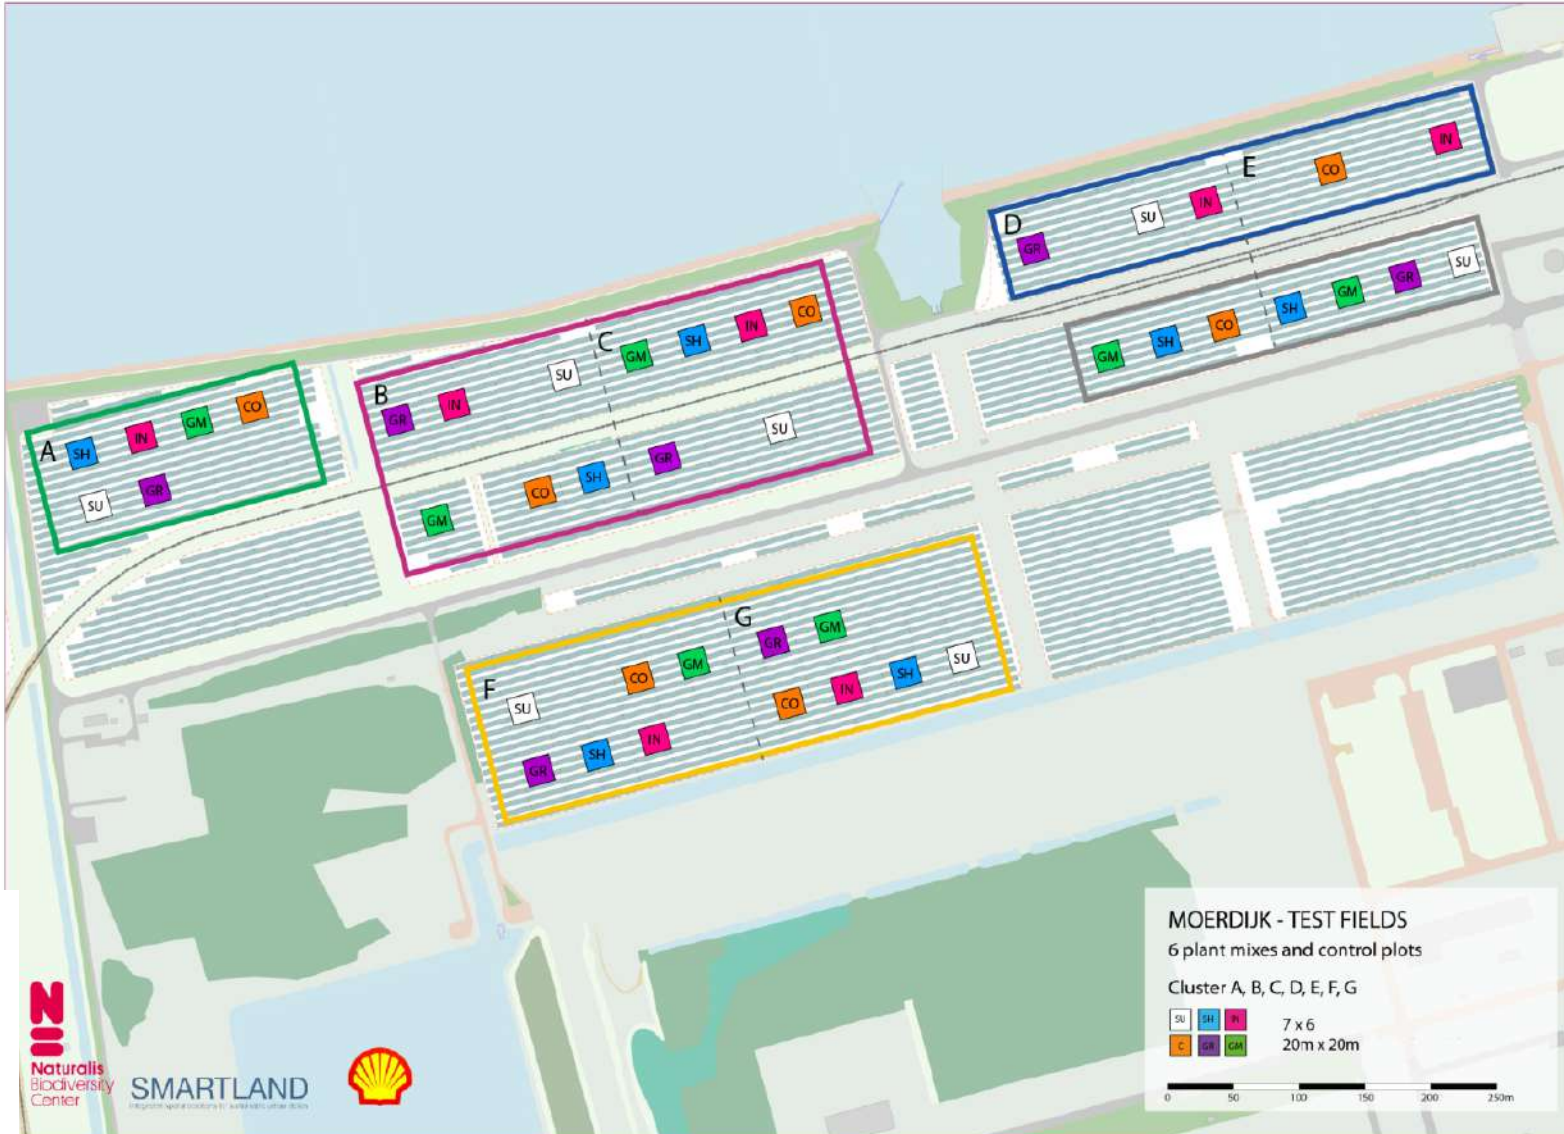 E
IN
CO
D
IN
SU
GR
SU
GR
GM
SH
CO
SH
GM
C
CO
IN
SH
GM
SU
B
IN
GR
SU
GR
SH
CO
GM
A
CO
GM
IN
SH
GR
SU
G
GR
GM
SU
SH
IN
CO
F
GM
CO
SU
IN
SH
GR
MOERDIJK - TEST FIELDS
6 plant mixes and control plots
Cluster A, B, C, D, E, F, G
SU SH IN 7 x 6
C GR GM 20m x 20m
0 50 100 150 200 250m
Naturalis
Biodiversity
Center
SMARTLAND